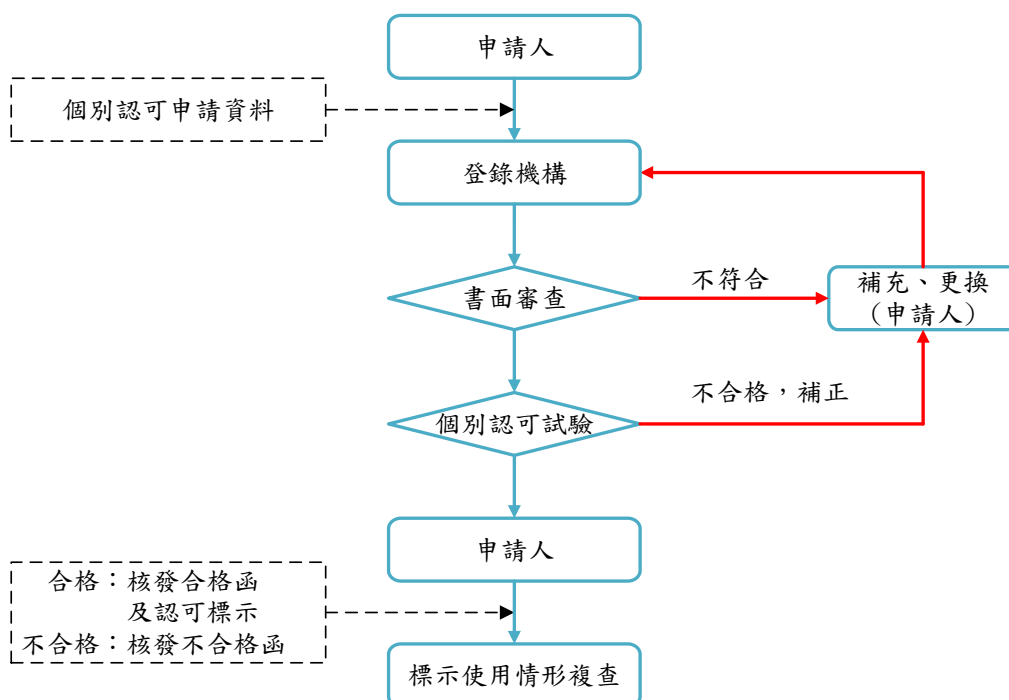 申請人
個別認可申請資料
登錄機構
書面審查
不符合
補充、更換
（申請人）
個別認可試驗
不合格，補正
申請人
合格：核發合格函
及認可標示
不合格：核發不合格函
標示使用情形複查